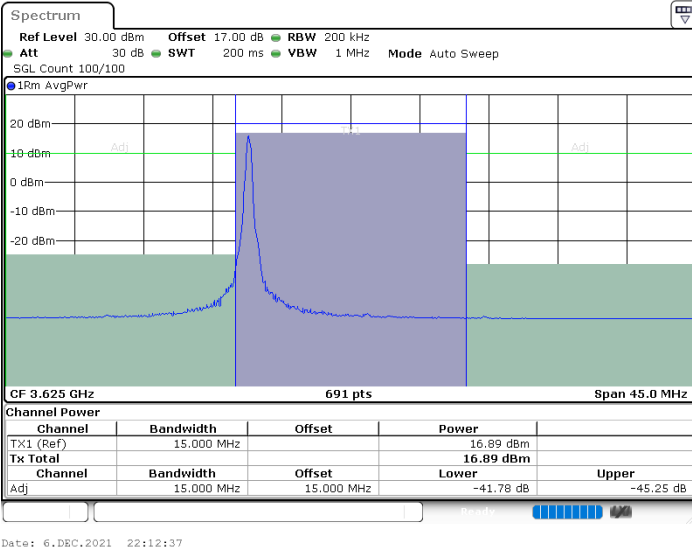 Spectrum
Ref Level 30.00 dBm Offset 17.00 dB RBW 200 kHz
Att 30 dB SWT 200 ms VBW 1 MHz Mode Auto Sweep
SGL Count 100/100
1Rm AvgPwr
20 dBm
TX1
Adj Adj
10 dBm
0 dBm
-10 dBm
-20 dBm
CF 3.625 GHz 691 pts Span 45.0 MHz
Channel Power
Channel Bandwidth Offset Power
TX1 (Ref) 15.000 MHz 16.89 dBm
Tx Total 16.89 dBm
Channel Bandwidth Offset Lower Upper
Adj 15.000 MHz 15.000 MHz -41.78 dB -45.25 dB
Ready
Date: 6.DEC.2021 22:12:37